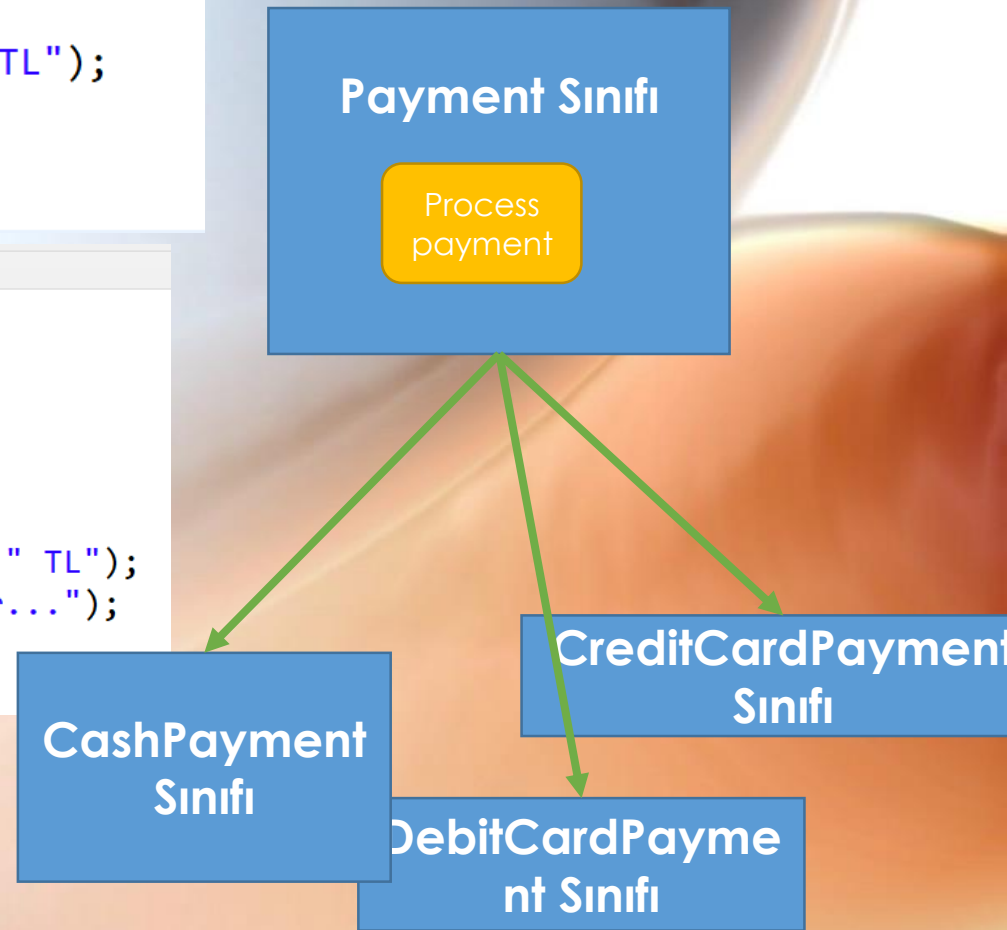 TL");
Payment Sınıfı
Process
payment
" TL");
...");
CreditCardPayment
Sınıfı
CashPayment
Sınıfı
DebitCardPayme
nt Sınıfı